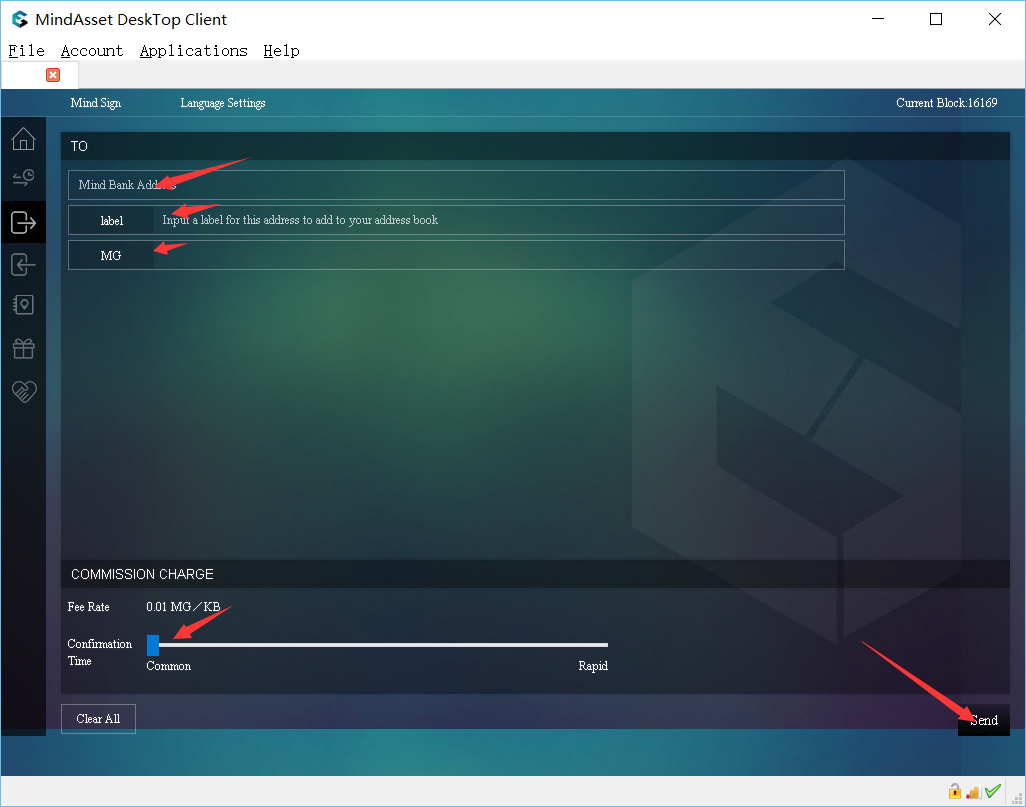 MindAsset DeskTop Client
File Account Applications Help
Mind Sign Language Settings Current Block:16169
TO
Mind Bank Address
label Input a label for this address to add to your address book
MG
COMMISSION CHARGE
Fee Rate 0.01 MG／KB
Confirmation
Time
Common Rapid
Clear All Send